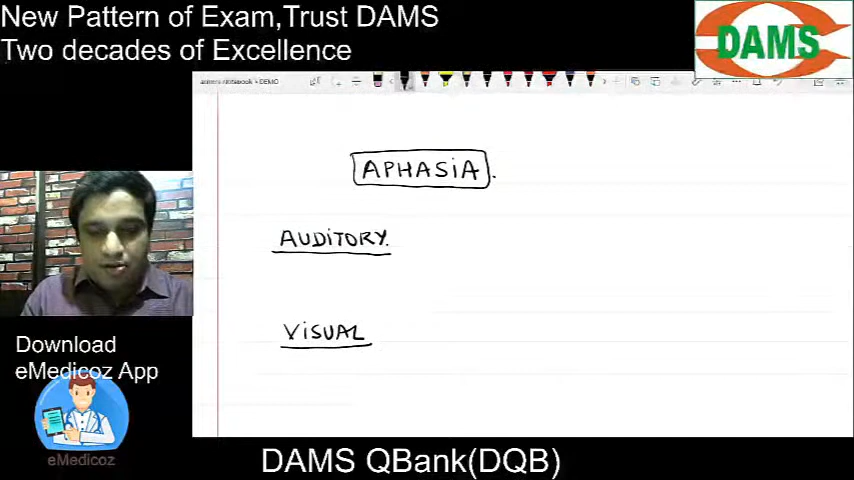 New Pattern of Exam,Trust DAMS
Two decades of Excellence
DAMS
DEMO
APHASiA.
AUDiTORY.
ViSUAL
Download
eMedicoz App
eMedicoz
DAMS QBank(DQB)